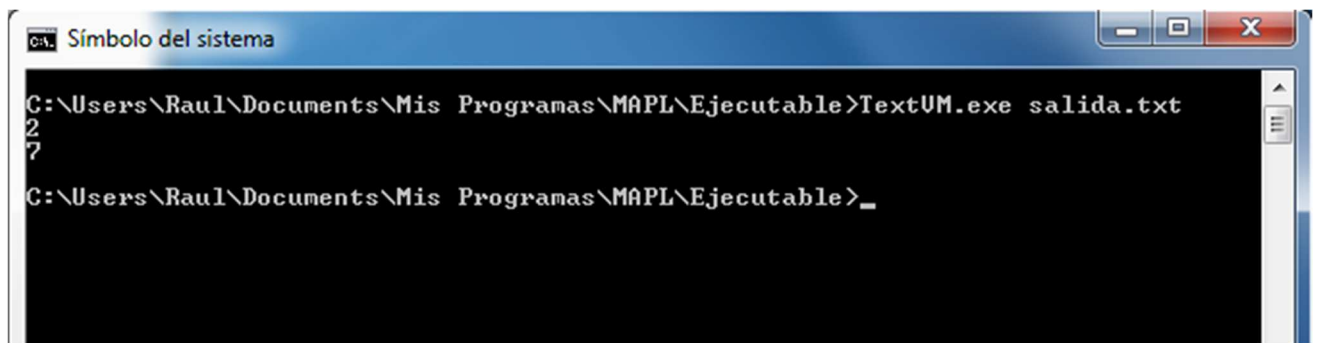 Símbolo del sistema
C:\Users\Raul\Documents\Mis Programas\MAPL\Ejecutable>TextVM.exe salida.txt
2
7
C:\Users\Raul\Documents\Mis Programas\MAPL\Ejecutable>_